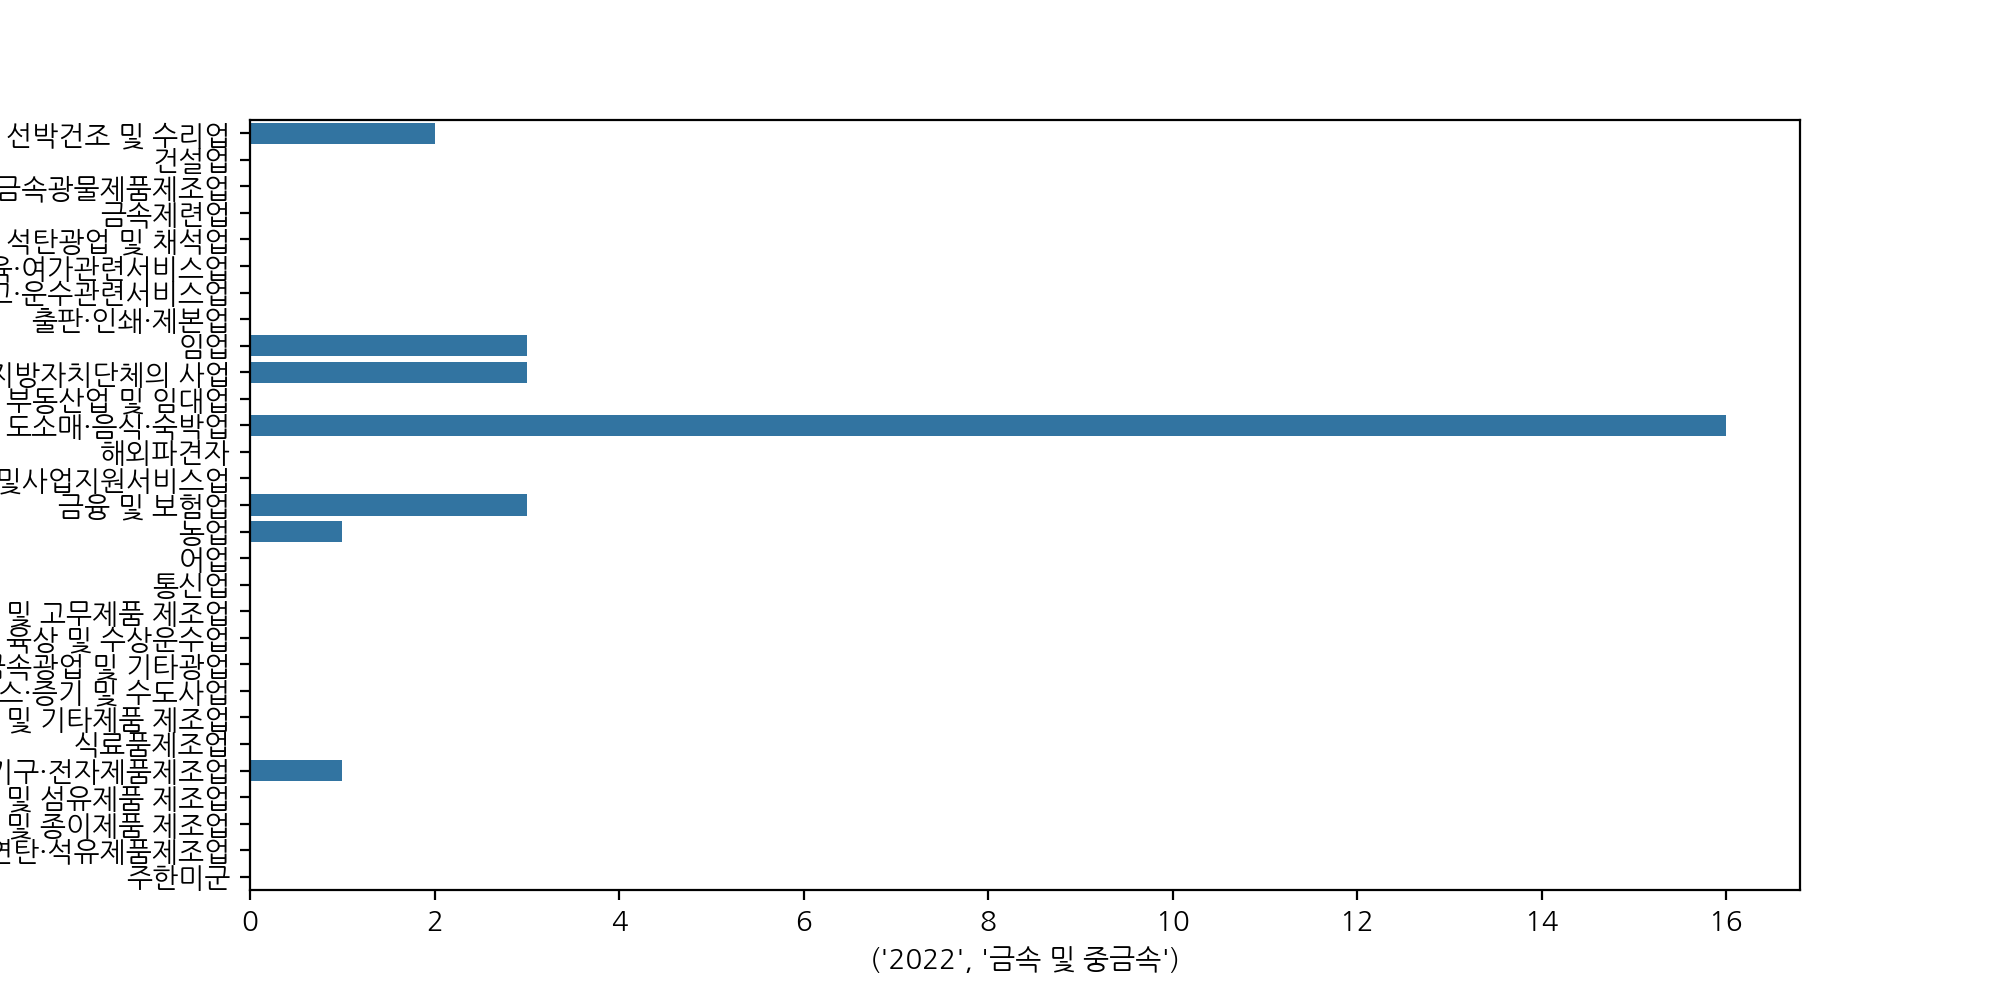 선박건조 및 수리업
건설업
금속광물제품제조업
금속제련업
석탄광업 및 채석업
·여가관련서비스업
·운수관련서비스업
출판·인쇄·제본업
임업
지방자치단체의 사업
부동산업 및 임대업
도소매·음식·숙박업
해외파견자
및사업지원서비스업
금융 및 보험업
농업
어업
통신업
및 고무제품 제조업
육상 및 수상운수업
금속광업 및 기타광업
스·증기 및 수도사업
및 기타제품 제조업
식료품제조업
기구·전자제품제조업
및 섬유제품 제조업
및 종이제품 제조업
연탄·석유제품제조업
주한미군
0 2 4 6 8 10 12 14 16
('2022', '금속 및 중금속')